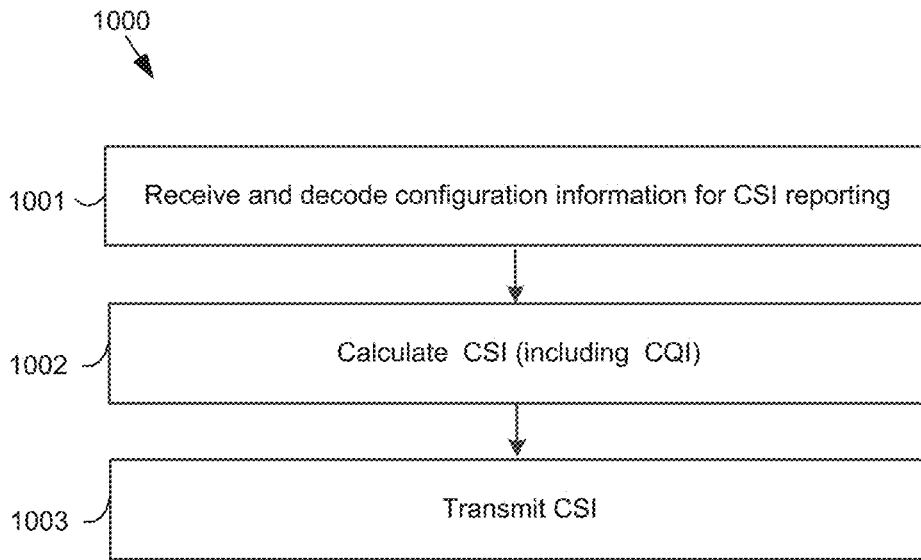 1000
1001
Receive and decode configuration information for CSI reporting
1002
Calculate CSI (including CQI)
1003
Transmit CSI